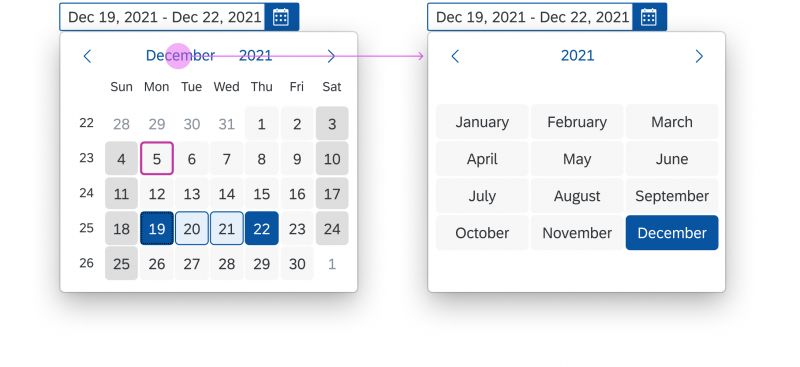 Dec 19, 2021 - Dec 22, 2021
December 2021
Sun Mon Tue Wed Thu Fri Sat
22 28 29 30 31 1 2 3
23 4 5 6 7 8 9 10
24 11 12 13 14 15 16 17
25 18 19 20 21 22 23 24
26 25 26 27 28 29 30 1
Dec 19, 2021 - Dec 22, 2021
2021
January February March
April May June
July August September
October November December